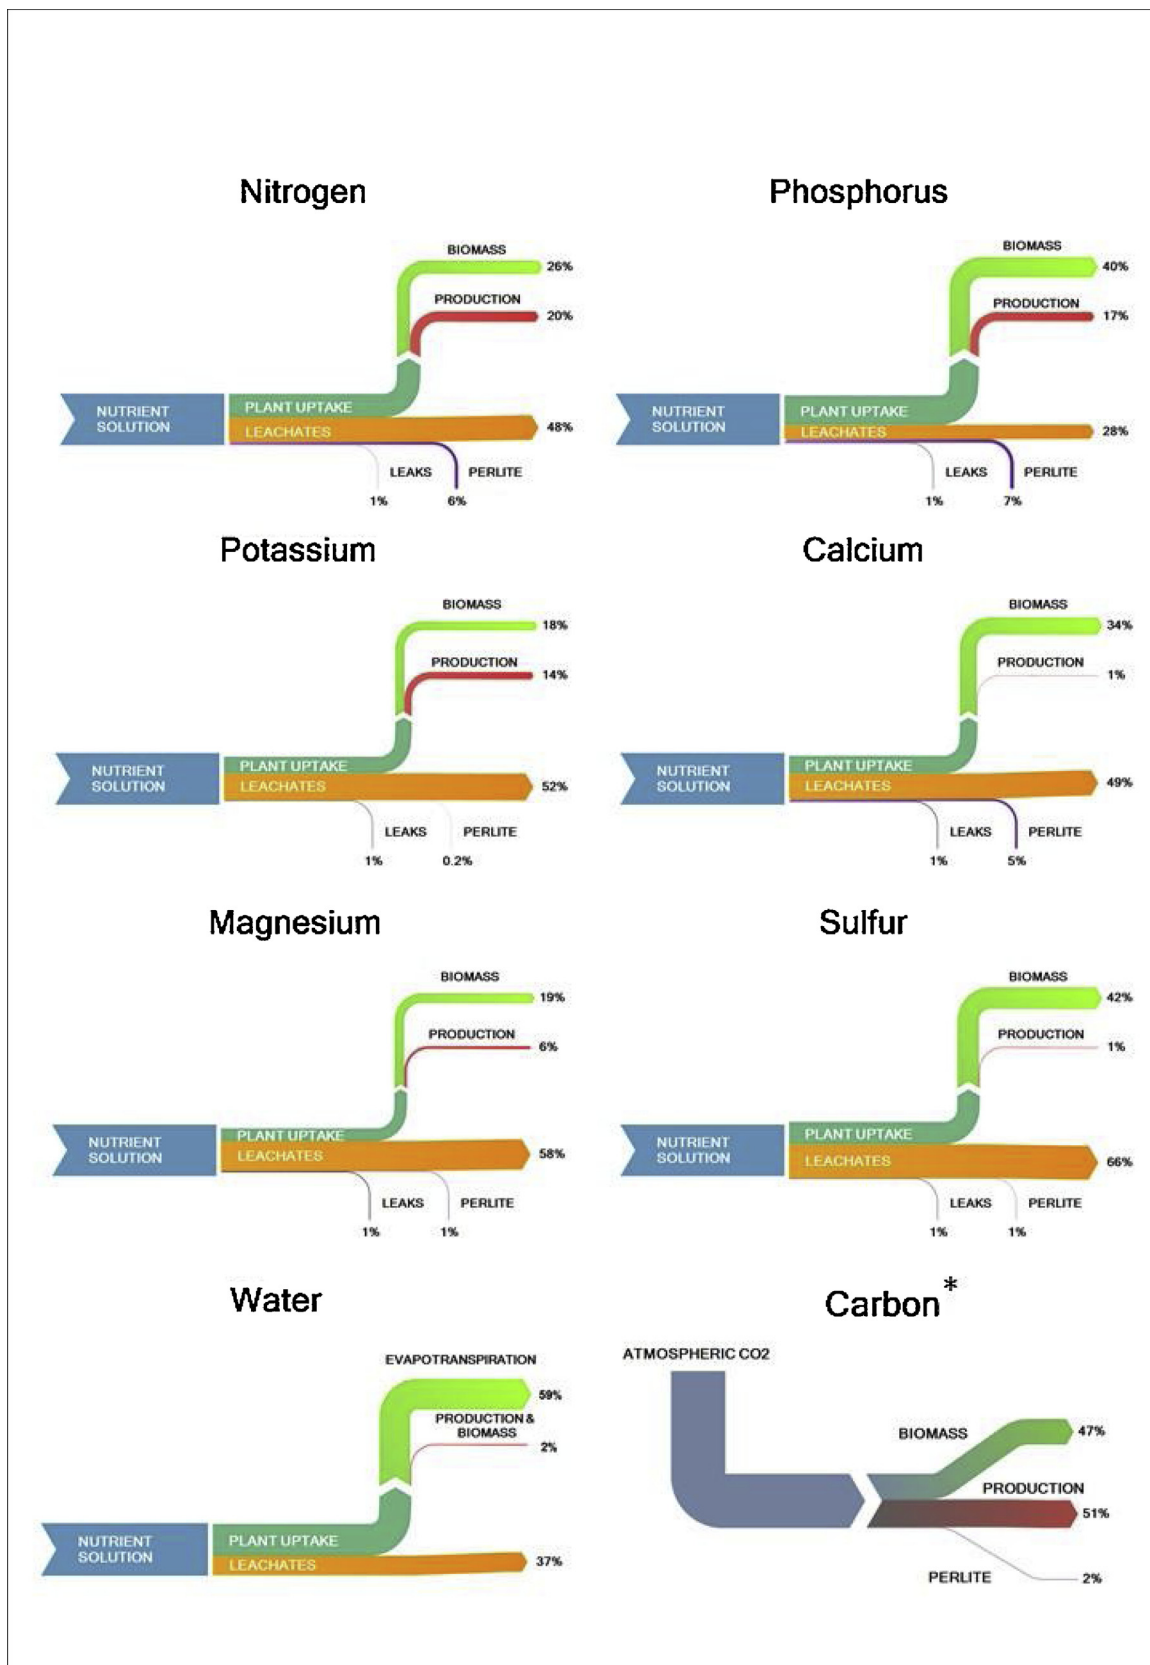 Nitrogen
BIOMASS
26%
PRODUCTION
20%
NUTRIENT
SOLUTION
PLANT UPTAKE
LEACHATES
48%
LEAKS
PERLITE
1%
6%
Phosphorus
BIOMASS
40%
PRODUCTION
17%
NUTRIENT
SOLUTION
PLANT UPTAKE
LEACHATES
28%
LEAKS
PERLITE
1%
7%
Potassium
BIOMASS
18%
PRODUCTION
14%
NUTRIENT
SOLUTION
PLANT UPTAKE
LEACHATES
52%
LEAKS
PERLITE
1%
0.2%
Calcium
BIOMASS
34%
PRODUCTION
1%
NUTRIENT
SOLUTION
PLANT UPTAKE
LEACHATES
49%
LEAKS
PERLITE
1%
5%
Magnesium
BIOMASS
19%
PRODUCTION
6%
NUTRIENT
SOLUTION
PLANT UPTAKE
LEACHATES
58%
LEAKS
PERLITE
1%
1%
Sulfur
BIOMASS
42%
PRODUCTION
1%
NUTRIENT
SOLUTION
PLANT UPTAKE
LEACHATES
66%
LEAKS
PERLITE
1%
1%
Water
EVAPOTRANSPIRATION
59%
PRODUCTION &
BIOMASS
2%
NUTRIENT
SOLUTION
PLANT UPTAKE
LEACHATES
37%
Carbon*
ATMOSPHERIC CO2
BIOMASS
47%
PRODUCTION
51%
PERLITE
2%